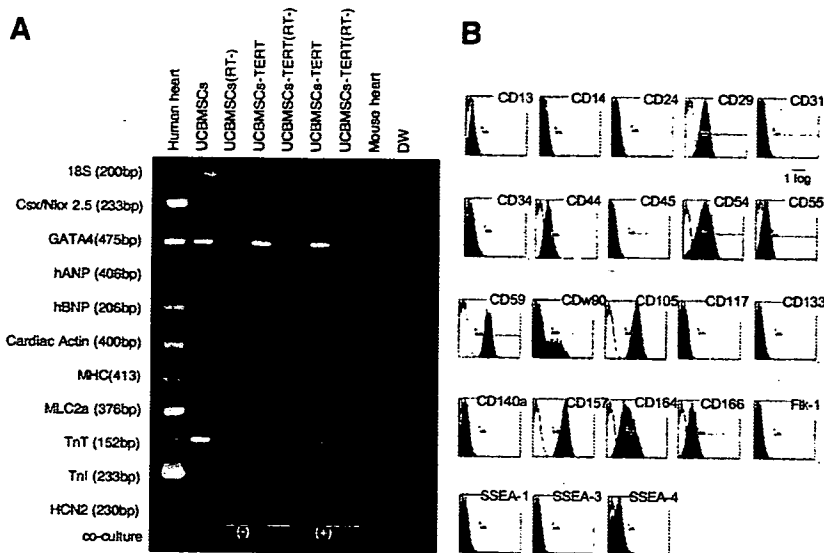 A
Human heart
UCBMSCs
UCBMSCs(RT-)
UCBMSCs-TERT
UCBMSCs-TERT(RT-)
UCBMSCs-TERT
UCBMSCs-TERT(RT-)
Mouse heart
DW
18S (200bp)
Csx/Nkx 2.5 (233bp)
GATA4(475bp)
hANP (406bp)
hBNP (206bp)
Cardiac Actin (400bp)
MHC(413)
MLC2a (376bp)
TnT (152bp)
TnI (233bp)
HCN2 (230bp)
co-culture (-) (+)
B
CD13 CD14 CD24 CD29 CD31
1 log
CD34 CD44 CD45 CD54 CD55
CD59 CDw90 CD105 CD117 CD133
CD140a CD157 CD164 CD166 Flk-1
SSEA-1 SSEA-3 SSEA-4